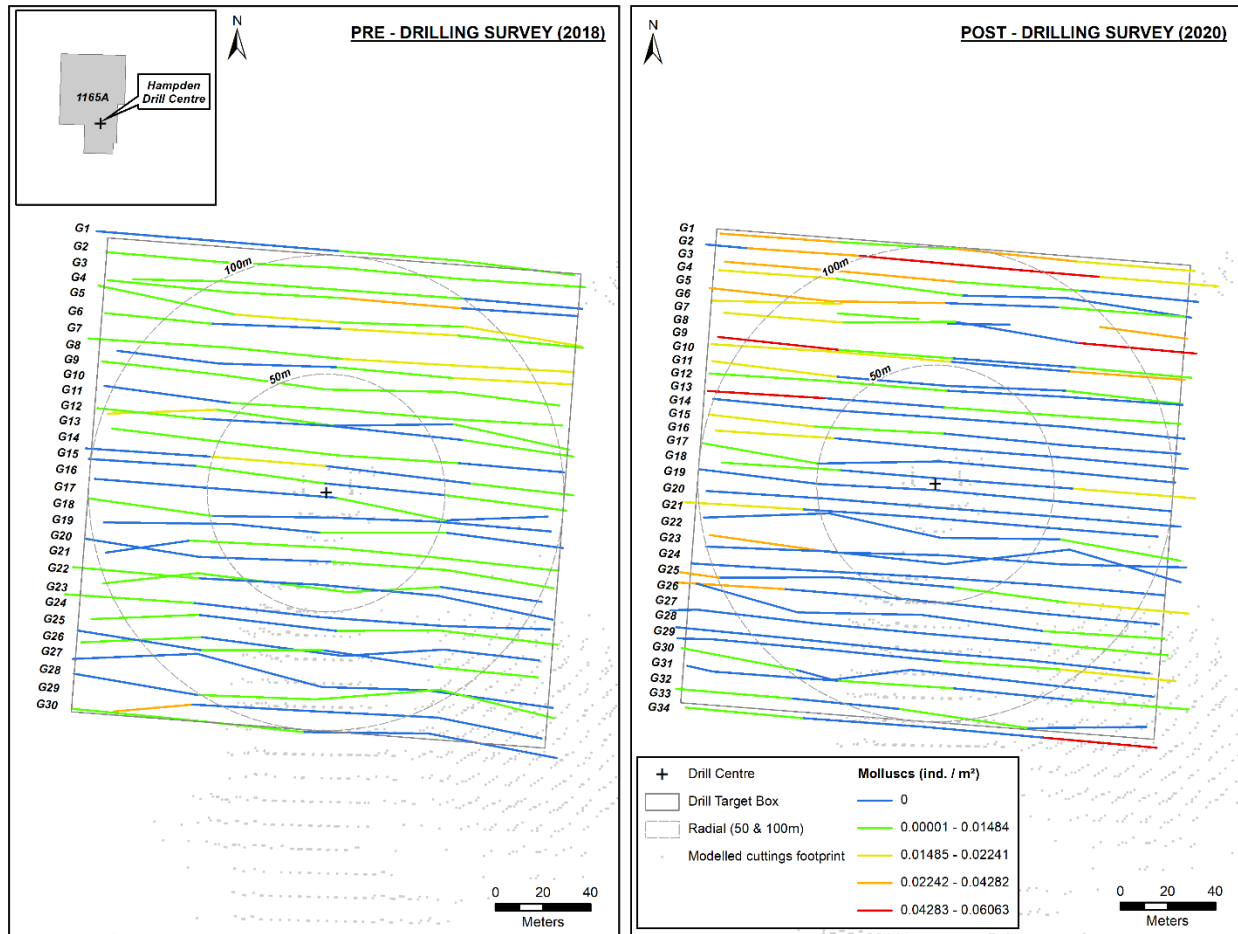 N
PRE - DRILLING SURVEY (2018)
1165A
Hampden
Drill Centre
G1
G2
G3
G4
G5
G6
G7
G8
G9
G10
G11
G12
G13
G14
G15
G16
G17
G18
G19
G20
G21
G22
G23
G24
G25
G26
G27
G28
G29
G30
100m
50m
0 20 40
Meters
N
POST - DRILLING SURVEY (2020)
G1
G2
G3
G4
G5
G6
G7
G8
G9
G10
G11
G12
G13
G14
G15
G16
G17
G18
G19
G20
G21
G22
G23
G24
G25
G26
G27
G28
G29
G30
G31
G32
G33
G34
100m
50m
Drill Centre
Drill Target Box
Radial (50 & 100m)
Modelled cuttings footprint
Molluscs (ind. / m²)
0
0.00001 - 0.01484
0.01485 - 0.02241
0.02242 - 0.04282
0.04283 - 0.06063
0 20 40
Meters